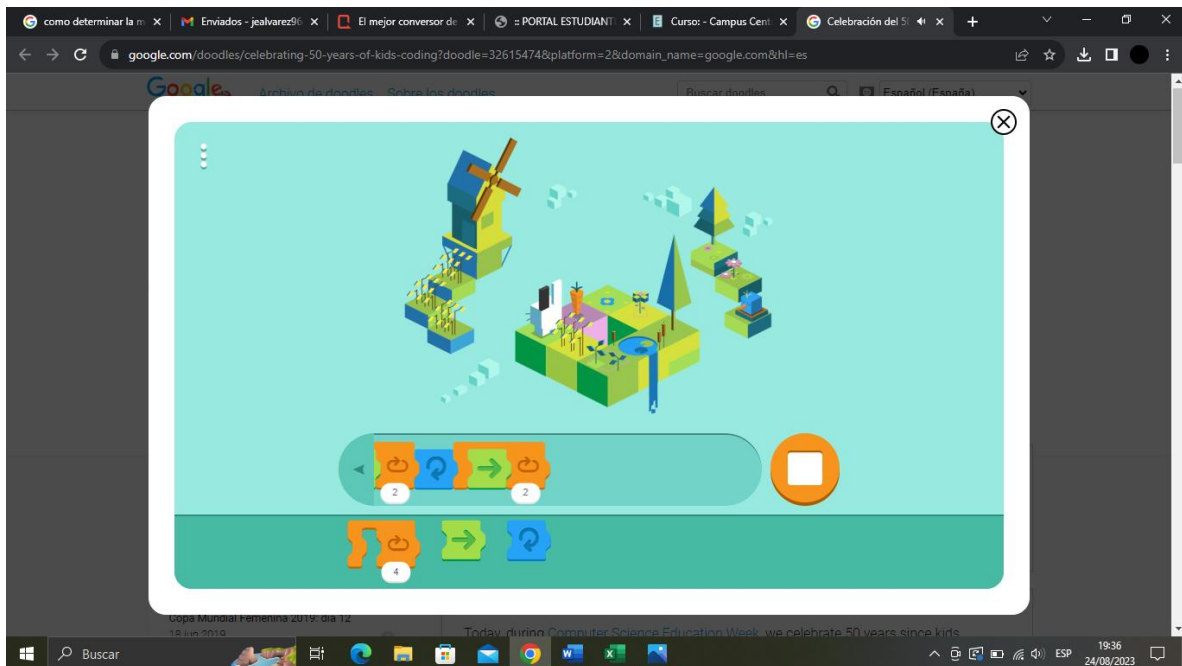 como determinar la m
Enviados - jealvarez96
El mejor conversor de
:: PORTAL ESTUDIANT
Curso: - Campus Cent
Celebración del 5
google.com/doodles/celebrating-50-years-of-kids-coding?doodle=32615474&platform=2&domain_name=google.com&hl=es
Google
Archivo de doodles
Sobre los doodles
Buscar doodles
Español (España)
2
2
4
Copa Mundial Femenina 2019: día 12
18 jun 2019
Today, during Computer Science Education Week, we celebrate 50 years since kids
Buscar
ESP
19:36
24/08/2023